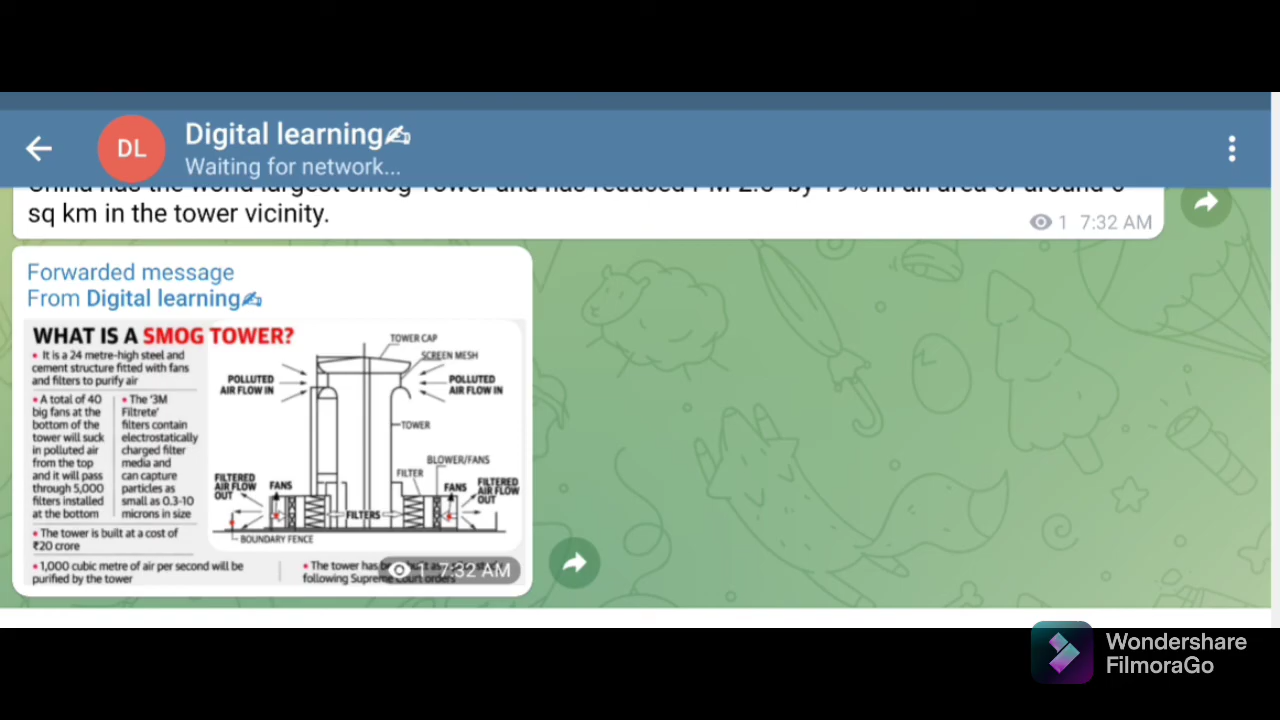 DL
Digital learning✍
Waiting for network...
sq km in the tower vicinity.
1 7:32 AM
Forwarded message
From Digital learning✍
WHAT IS A SMOG TOWER?
• It is a 24 metre-high steel and
cement structure fitted with fans
and filters to purify air
• A total of 40
big fans at the
bottom of the
tower will suck
in polluted air
from the top
and it will pass
through 5,000
filters installed
at the bottom
• The '3M
Filtrete'
filters contain
electrostatically
charged filter
media and
can capture
particles as
small as 0.3-10
microns in size
• The tower is built at a cost of
₹20 crore
• 1,000 cubic metre of air per second will be
purified by the tower
• The tower has
following Supreme court orders
TOWER CAP
SCREEN MESH
POLLUTED
AIR FLOW IN
POLLUTED
AIR FLOW IN
TOWER
BLOWER/FANS
FILTER
FILTERED
AIR FLOW
OUT
FANS
FANS
FILTERED
AIR FLOW
OUT
FILTERS
BOUNDARY FENCE
1 7:32 AM
Wondershare
FilmoraGo